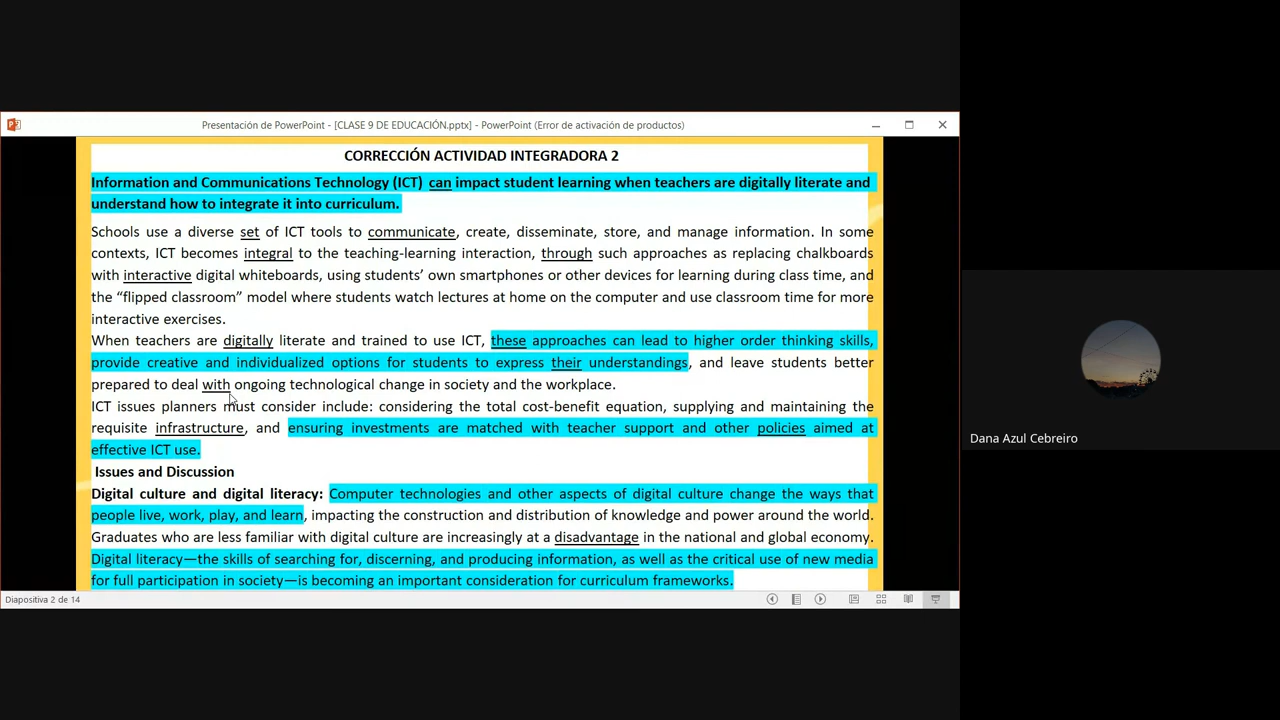 Presentación de PowerPoint - [CLASE 9 DE EDUCACIÓN.pptx] - PowerPoint (Error de activación de productos)
CORRECCIÓN ACTIVIDAD INTEGRADORA 2
Information and Communications Technology (ICT) can impact student learning when teachers are digitally literate and
understand how to integrate it into curriculum.
Schools use a diverse set of ICT tools to communicate, create, disseminate, store, and manage information. In some
contexts, ICT becomes integral to the teaching-learning interaction, through such approaches as replacing chalkboards
with interactive digital whiteboards, using students’ own smartphones or other devices for learning during class time, and
the “flipped classroom” model where students watch lectures at home on the computer and use classroom time for more
interactive exercises.
When teachers are digitally literate and trained to use ICT, these approaches can lead to higher order thinking skills,
provide creative and individualized options for students to express their understandings, and leave students better
prepared to deal with ongoing technological change in society and the workplace.
ICT issues planners must consider include: considering the total cost-benefit equation, supplying and maintaining the
requisite infrastructure, and ensuring investments are matched with teacher support and other policies aimed at
effective ICT use.
Issues and Discussion
Digital culture and digital literacy: Computer technologies and other aspects of digital culture change the ways that
people live, work, play, and learn, impacting the construction and distribution of knowledge and power around the world.
Graduates who are less familiar with digital culture are increasingly at a disadvantage in the national and global economy.
Digital literacy—the skills of searching for, discerning, and producing information, as well as the critical use of new media
for full participation in society—is becoming an important consideration for curriculum frameworks.
Diapositiva 2 de 14
Dana Azul Cebreiro